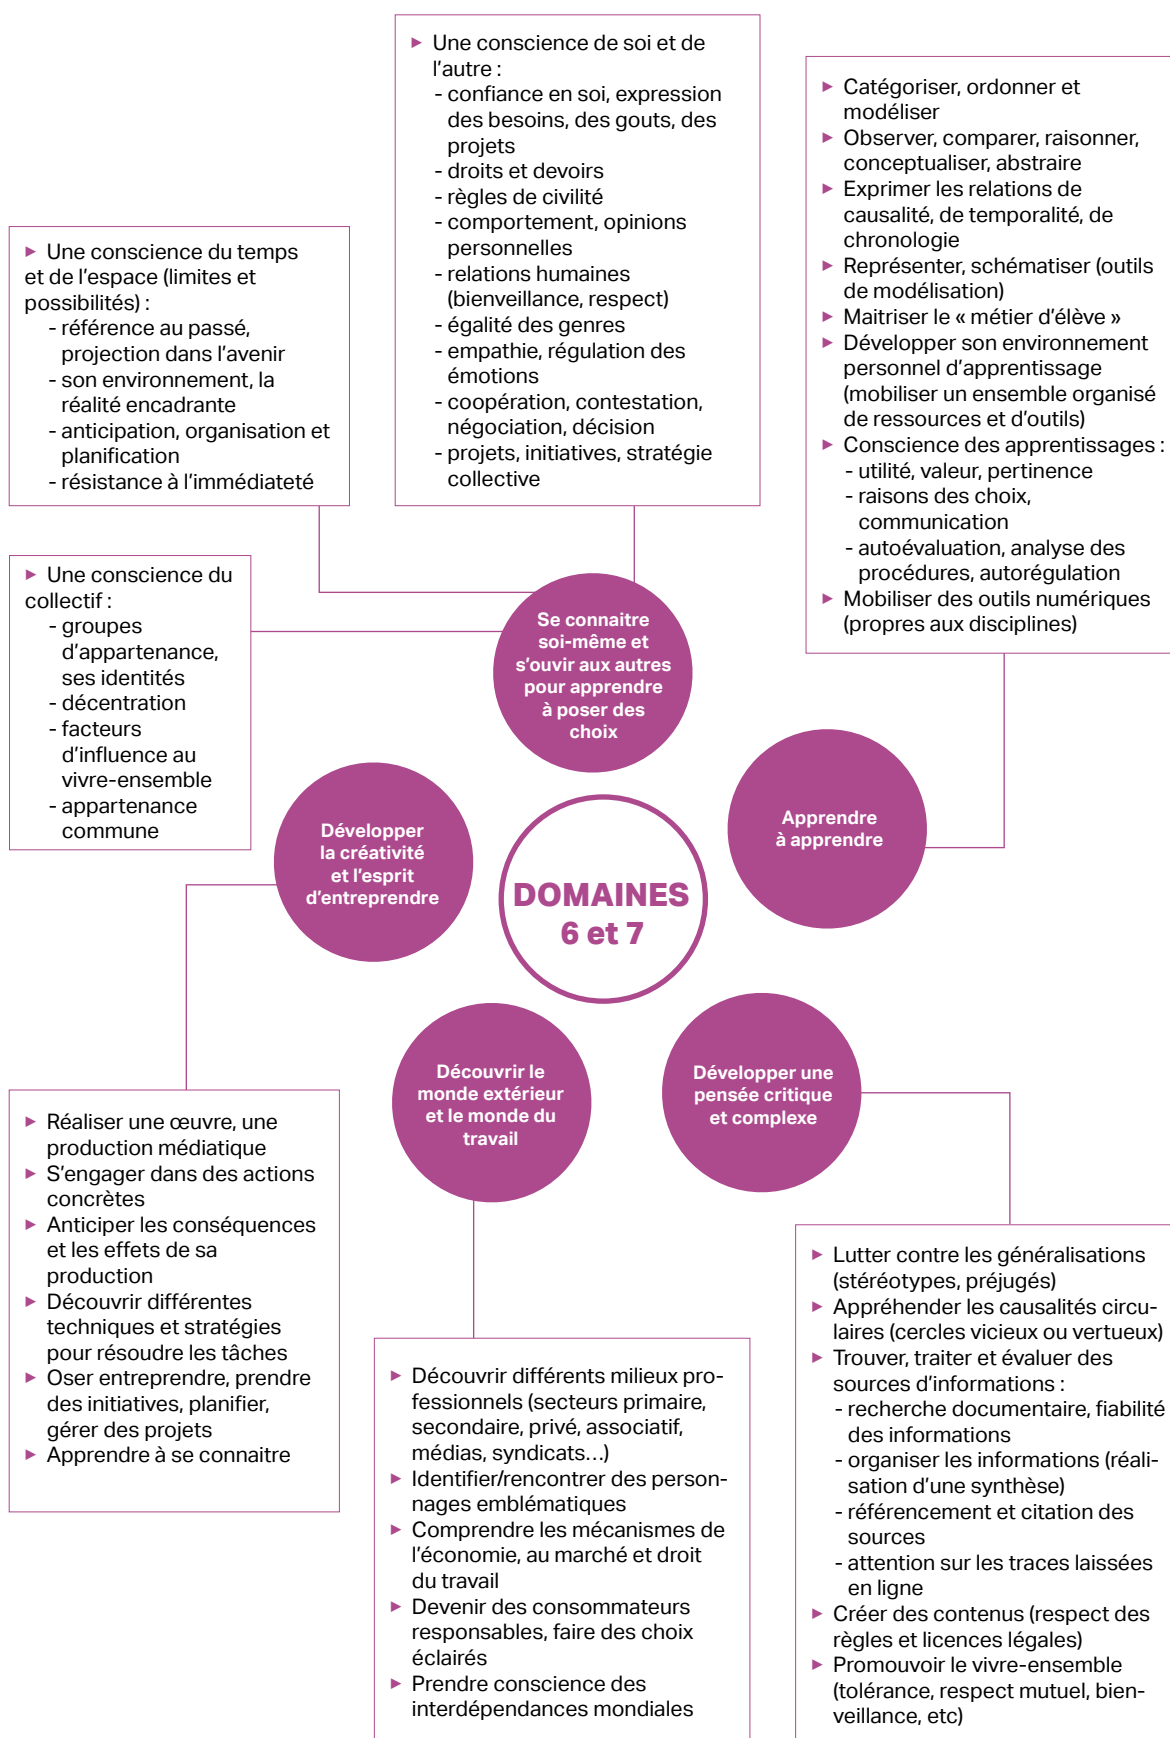 ► Une conscience de soi et de
l'autre :
- confiance en soi, expression
des besoins, des gouts, des
projets
- droits et devoirs
- règles de civilité
- comportement, opinions
personnelles
- relations humaines
(bienveillance, respect)
- égalité des genres
- empathie, régulation des
émotions
- coopération, contestation,
négociation, décision
- projets, initiatives, stratégie
collective
► Catégoriser, ordonner et
modéliser
► Observer, comparer, raisonner,
conceptualiser, abstraire
► Exprimer les relations de
causalité, de temporalité, de
chronologie
► Représenter, schématiser (outils
de modélisation)
► Maitriser le « métier d'élève »
► Développer son environnement
personnel d'apprentissage
(mobiliser un ensemble organisé
de ressources et d'outils)
► Conscience des apprentissages :
- utilité, valeur, pertinence
- raisons des choix,
communication
- autoévaluation, analyse des
procédures, autorégulation
► Mobiliser des outils numériques
(propres aux disciplines)
► Une conscience du temps
et de l'espace (limites et
possibilités) :
- référence au passé,
projection dans l'avenir
- son environnement, la
réalité encadrante
- anticipation, organisation et
planification
- résistance à l'immédiateté
► Une conscience du
collectif :
- groupes
d'appartenance,
ses identités
- décentration
- facteurs
d'influence au
vivre-ensemble
- appartenance
commune
Se connaitre
soi-même et
s'ouvir aux autres
pour apprendre
à poser des
choix
Développer
la créativité
et l'esprit
d'entreprendre
Apprendre
à apprendre
DOMAINES
6 et 7
Découvrir le
monde extérieur
et le monde du
travail
Développer une
pensée critique
et complexe
► Réaliser une œuvre, une
production médiatique
► S'engager dans des actions
concrètes
► Anticiper les conséquences
et les effets de sa
production
► Découvrir différentes
techniques et stratégies
pour résoudre les tâches
► Oser entreprendre, prendre
des initiatives, planifier,
gérer des projets
► Apprendre à se connaitre
► Découvrir différents milieux pro-
fessionnels (secteurs primaire,
secondaire, privé, associatif,
médias, syndicats…)
► Identifier/rencontrer des person-
nages emblématiques
► Comprendre les mécanismes de
l'économie, au marché et droit
du travail
► Devenir des consommateurs
responsables, faire des choix
éclairés
► Prendre conscience des
interdépendances mondiales
► Lutter contre les généralisations
(stéréotypes, préjugés)
► Appréhender les causalités circu-
laires (cercles vicieux ou vertueux)
► Trouver, traiter et évaluer des
sources d'informations :
- recherche documentaire, fiabilité
des informations
- organiser les informations (réali-
sation d'une synthèse)
- référencement et citation des
sources
- attention sur les traces laissées
en ligne
► Créer des contenus (respect des
règles et licences légales)
► Promouvoir le vivre-ensemble
(tolérance, respect mutuel, bien-
veillance, etc)